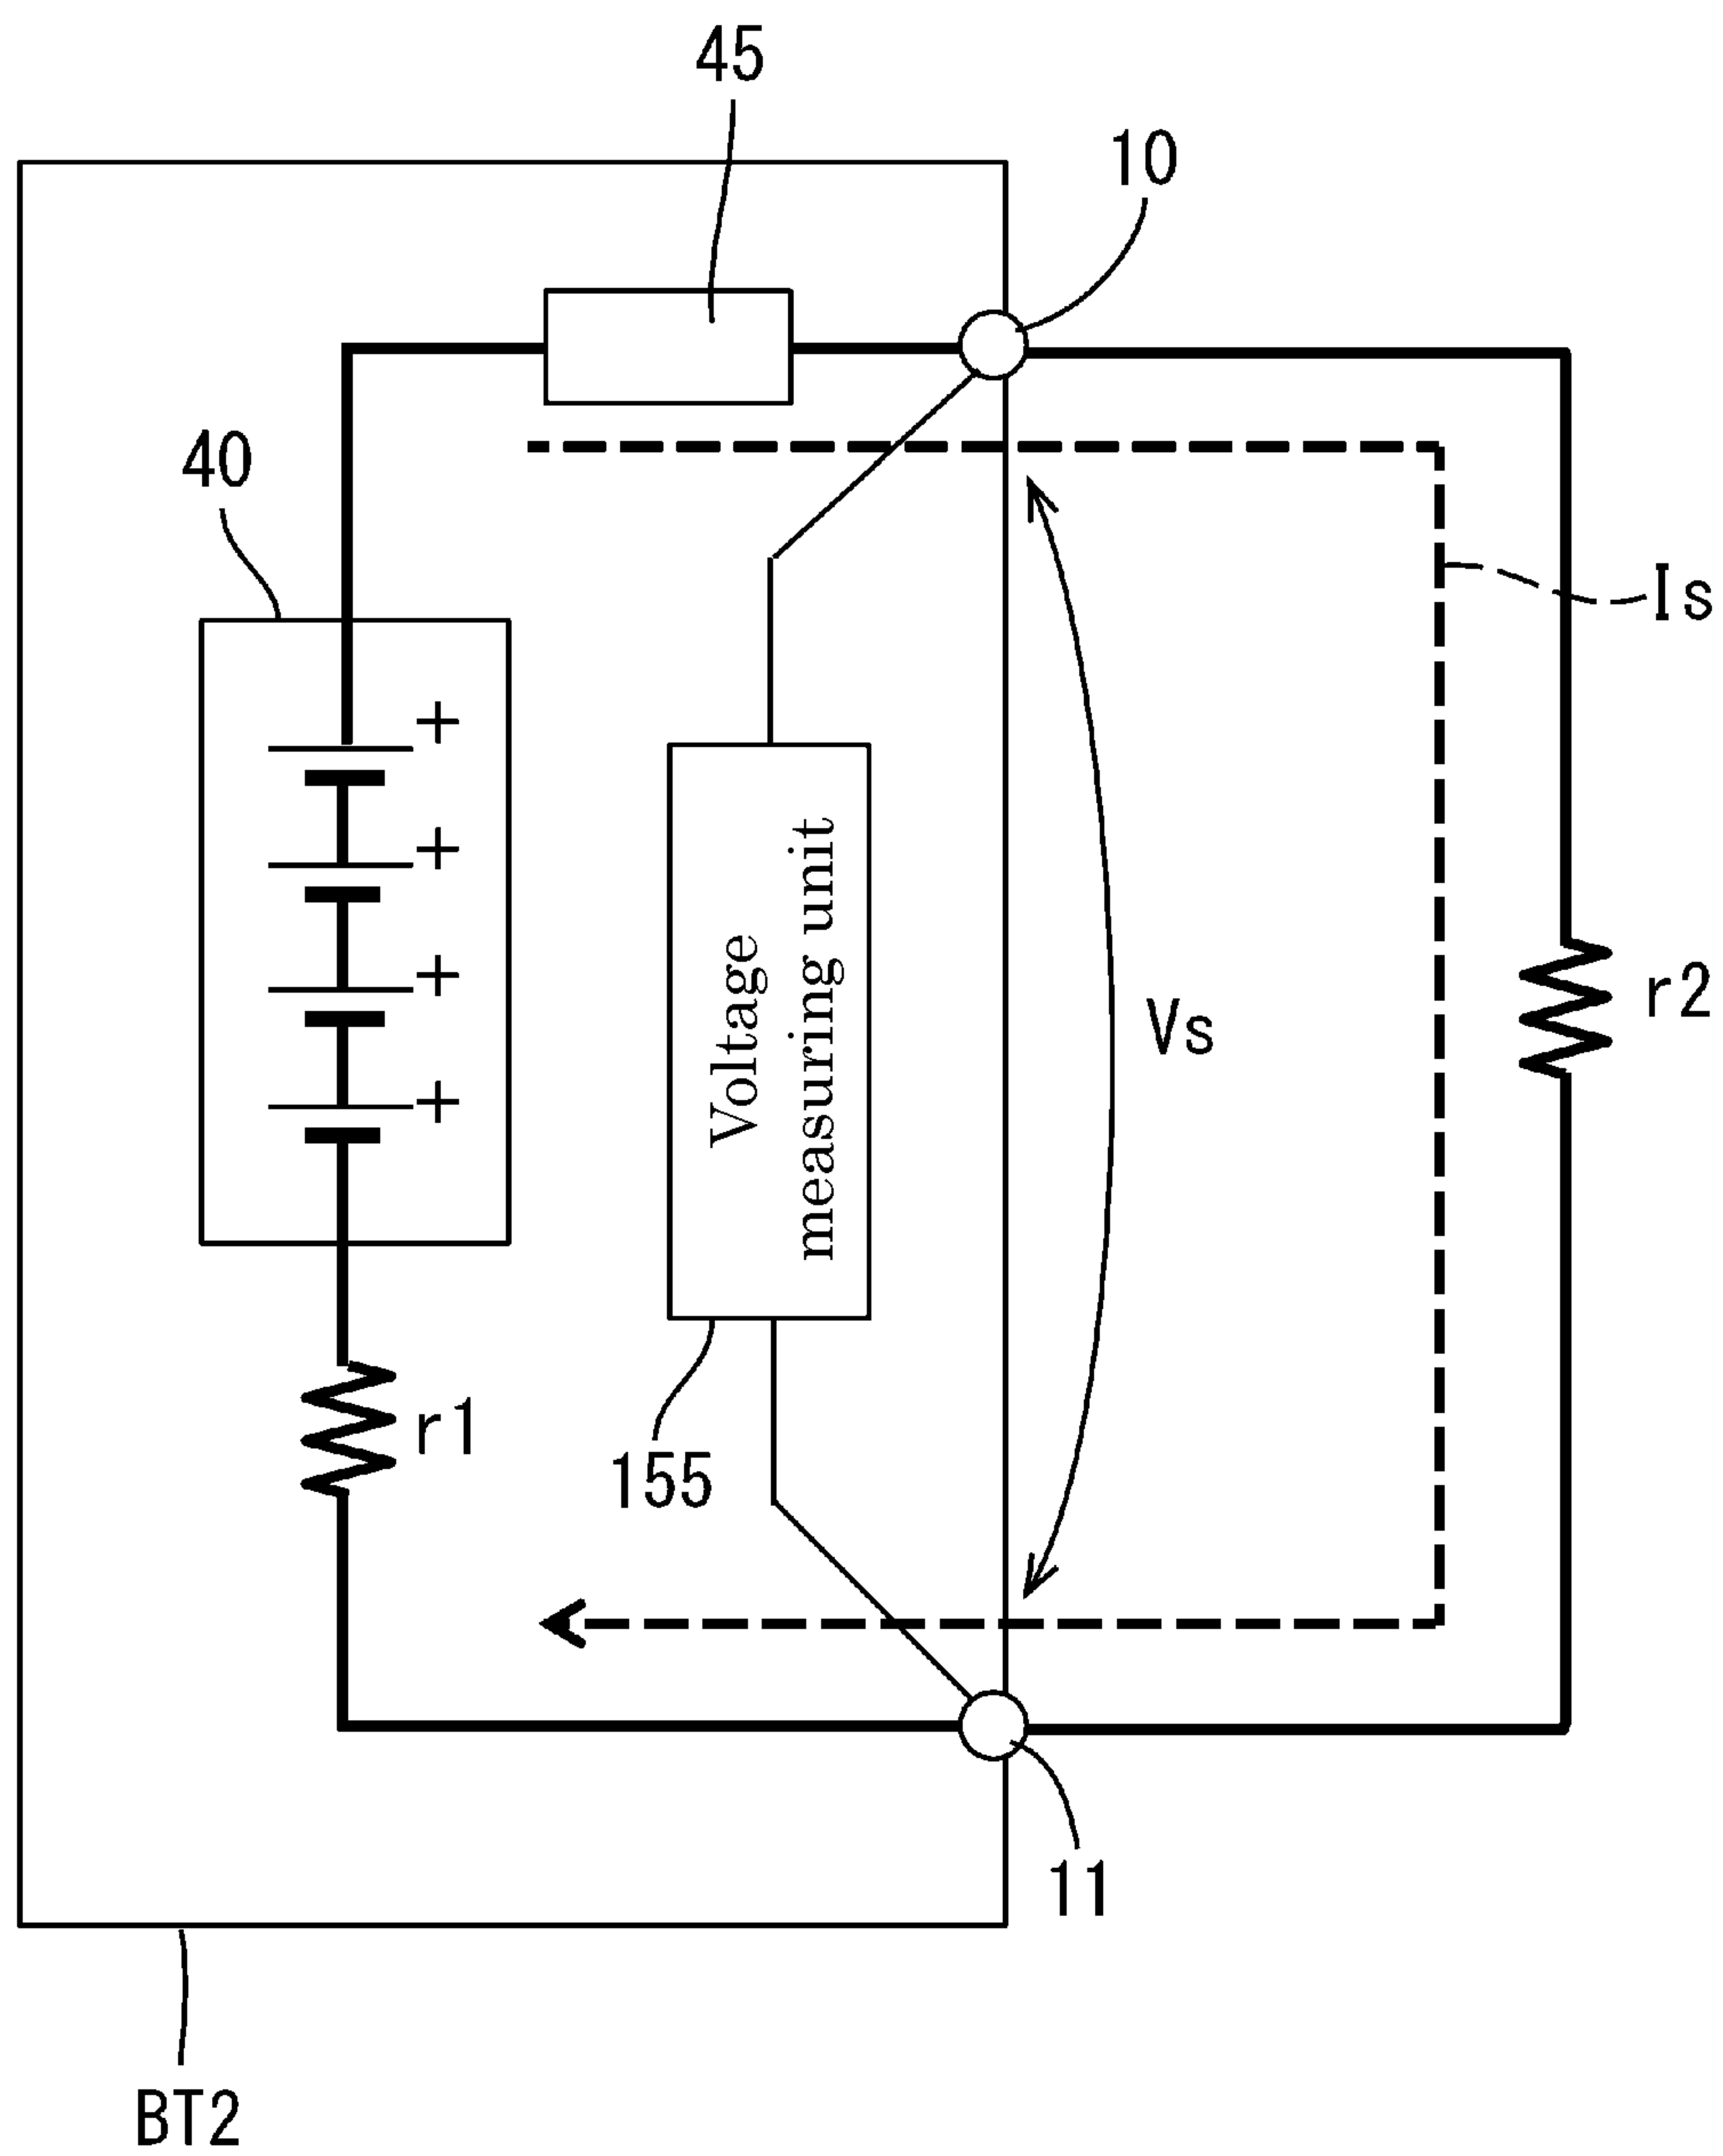 45
10
40
Is
+
+
+
+
Voltage
measuring unit
Vs
r2
r1
155
11
BT2